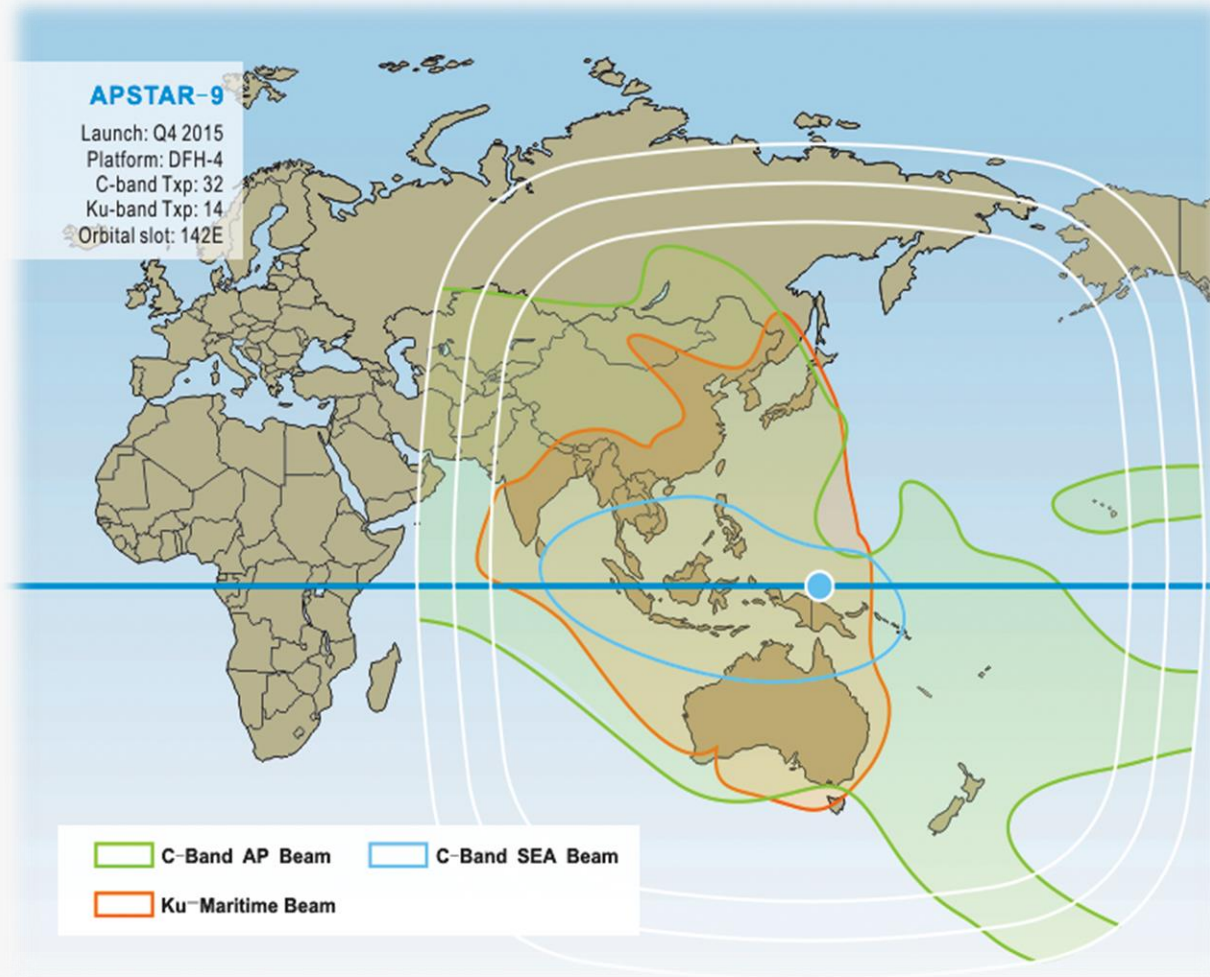 APSTAR-9
Launch: Q4 2015
Platform: DFH-4
C-band Txp: 32
Ku-band Txp: 14
Orbital slot: 142E
C-Band AP Beam
C-Band SEA Beam
Ku-Maritime Beam